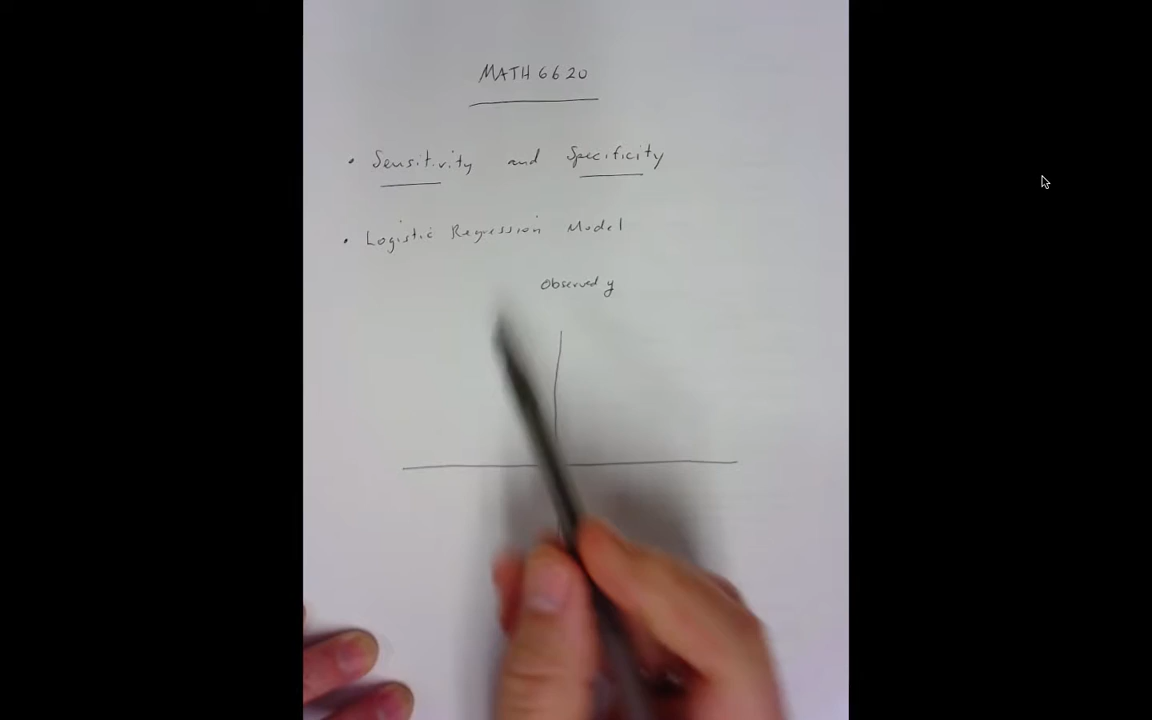 MATH 6620
• Sensitivity and Specificity
• Logistic Regression Model
Observed y